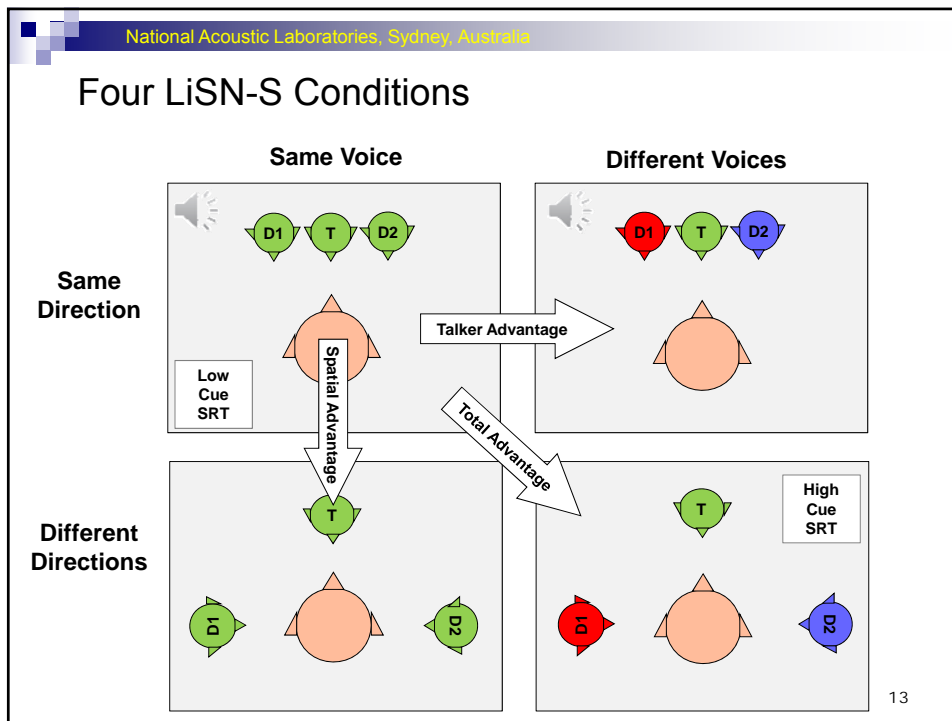 National Acoustic Laboratories, Sydney, Australia
Four LiSN-S Conditions
Same Voice
Different Voices
Same
Direction
D1 T D2
D1 T D2
Talker Advantage
Low
Cue
SRT
Spatial Advantage
Total Advantage
Different
Directions
T
D1
D2
T
High
Cue
SRT
D1
D2
13